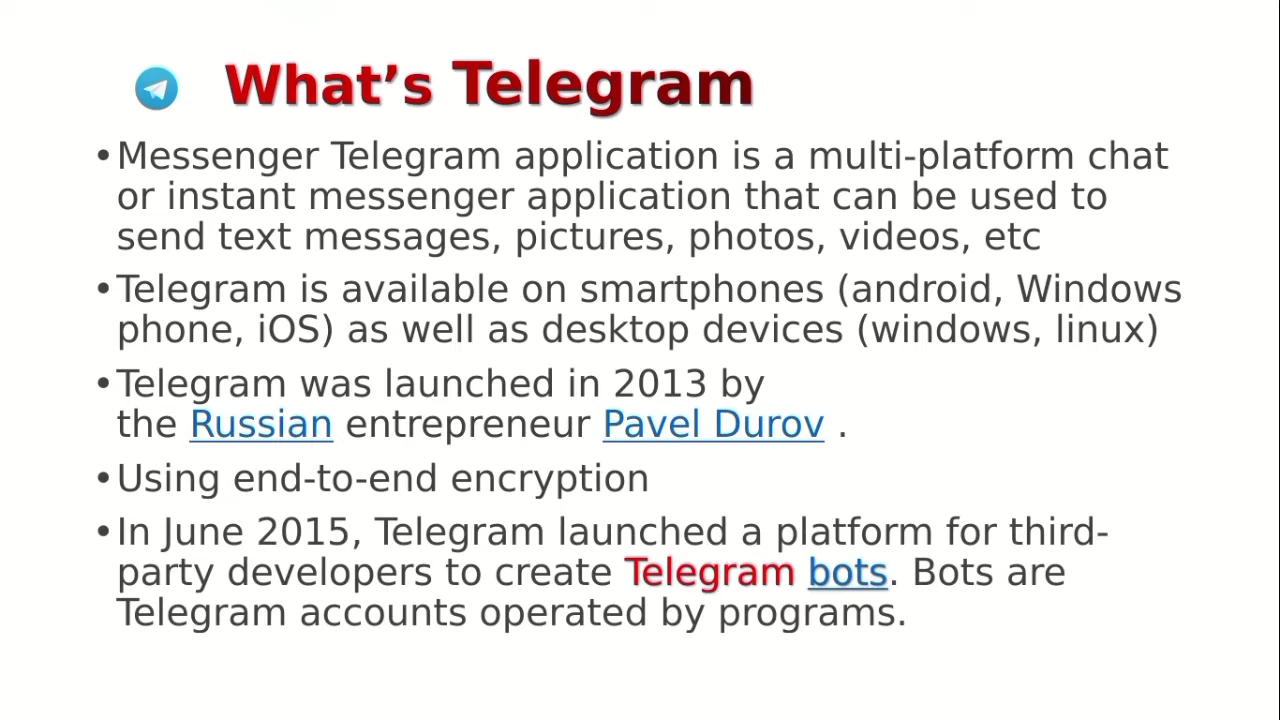 What’s Telegram
•Messenger Telegram application is a multi-platform chat
or instant messenger application that can be used to
send text messages, pictures, photos, videos, etc
•Telegram is available on smartphones (android, Windows
phone, iOS) as well as desktop devices (windows, linux)
•Telegram was launched in 2013 by
the Russian entrepreneur Pavel Durov .
•Using end-to-end encryption
•In June 2015, Telegram launched a platform for third-
party developers to create Telegram bots. Bots are
Telegram accounts operated by programs.